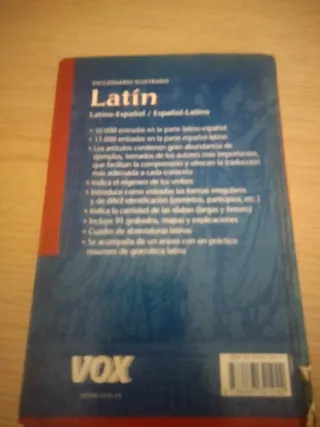 DICCIONARIO ILUSTRADO
Latín
Latino-Español / Español-Latino
• 30 000 entradas en la parte latino-español
• 11 000 entradas en la parte español-latino
• Los artículos contienen gran abundancia de
ejemplos, tomados de los autores más importantes,
que facilitan la comprensión y ofrecen la traducción
más adecuada a cada contexto
• Indica el régimen de los verbos
• Introduce como entradas las formas irregulares
y de difícil identificación (pretéritos, participios, etc.)
• Indica la cantidad de las sílabas (largas y breves)
• Incluye 93 grabados, mapas y explicaciones
• Cuadro de abreviaturas latinas
• Se acompaña de un anexo con un práctico
resumen de gramática latina
VOX